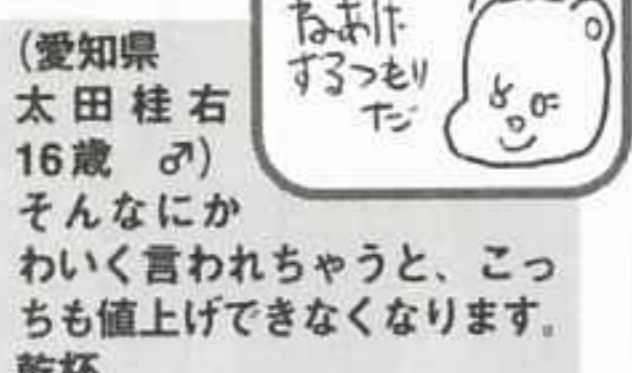 ねあげ
するつもり
だ
(愛知県
太田桂右
16歳 ♂)
そんなにか
わいく言われちゃうと、こっ
ちも値上げできなくなります。
乾杯